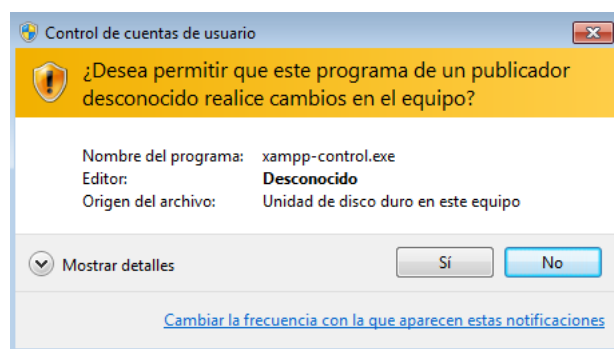 Control de cuentas de usuario
¿Desea permitir que este programa de un publicador
desconocido realice cambios en el equipo?
Nombre del programa: xampp-control.exe
Editor: Desconocido
Origen del archivo: Unidad de disco duro en este equipo
Mostrar detalles Sí No
Cambiar la frecuencia con la que aparecen estas notificaciones